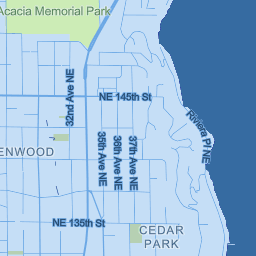 Acacia Memorial Park
32nd Ave NE
NE 145th St
Riviera Pl NE
35th Ave NE
36th Ave NE
37th Ave NE
ENWOOD
NE 135th St
CEDAR
PARK